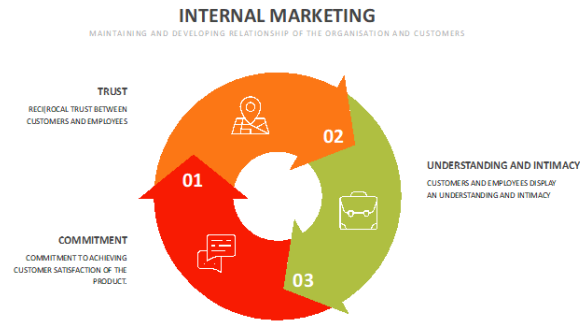 INTERNAL MARKETING
MAINTAINING AND DEVELOPING RELATIONSHIP OF THE ORGANISATION AND CUSTOMERS
TRUST
RECI[ROCAL TRUST BETWEEN
CUSTOMERS AND EMPLOYEES
02
UNDERSTANDING AND INTIMACY
CUSTOMERS AND EMPLOYEES DISPLAY
AN UNDERSTANDING AND INTIMACY
01
COMMITMENT
COMMITMENT TO ACHIEVING
CUSTOMER SATISFACTION OF THE
PRODUCT.
03